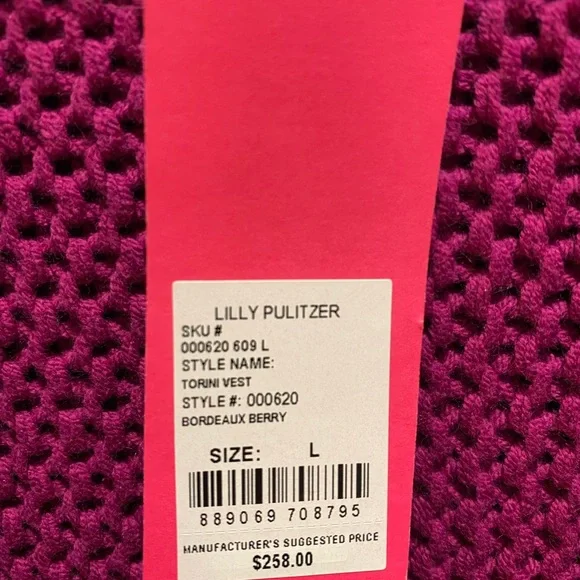 LILLY PULITZER
SKU #
000620 609 L
STYLE NAME:
TORINI VEST
STYLE #: 000620
BORDEAUX BERRY
SIZE: L
889069 708795
MANUFACTURER'S SUGGESTED PRICE
$258.00